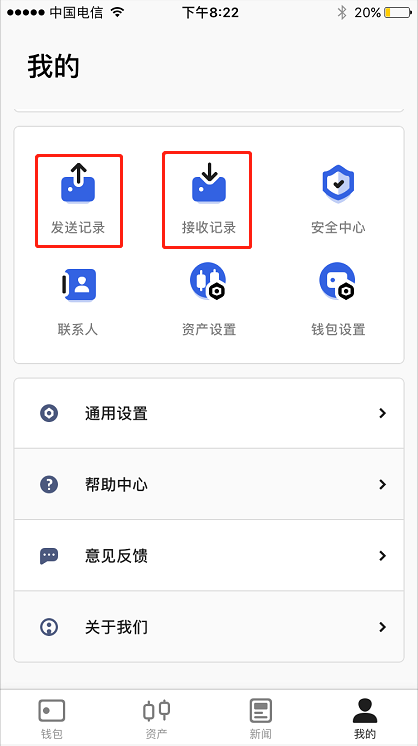 中国电信 下午8:22 20%
我的
发送记录 接收记录 安全中心
联系人 资产设置 钱包设置
通用设置
帮助中心
意见反馈
关于我们
钱包 资产 新闻 我的